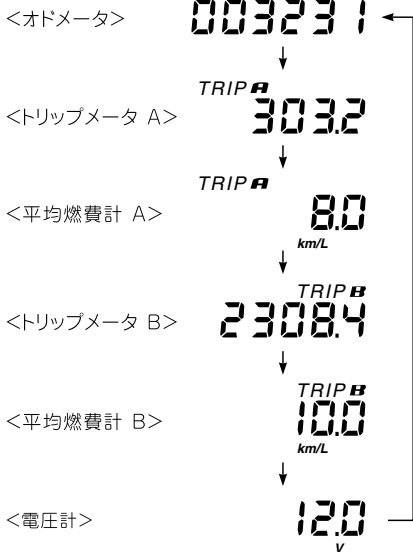 <オドメータ> 003231
TRIP A
<トリップメータ A> 303.2
TRIP A
<平均燃費計 A> 8.0
km/L
TRIP B
<トリップメータ B> 2308.4
TRIP B
<平均燃費計 B> 10.0
km/L
<電圧計> 12.0
V